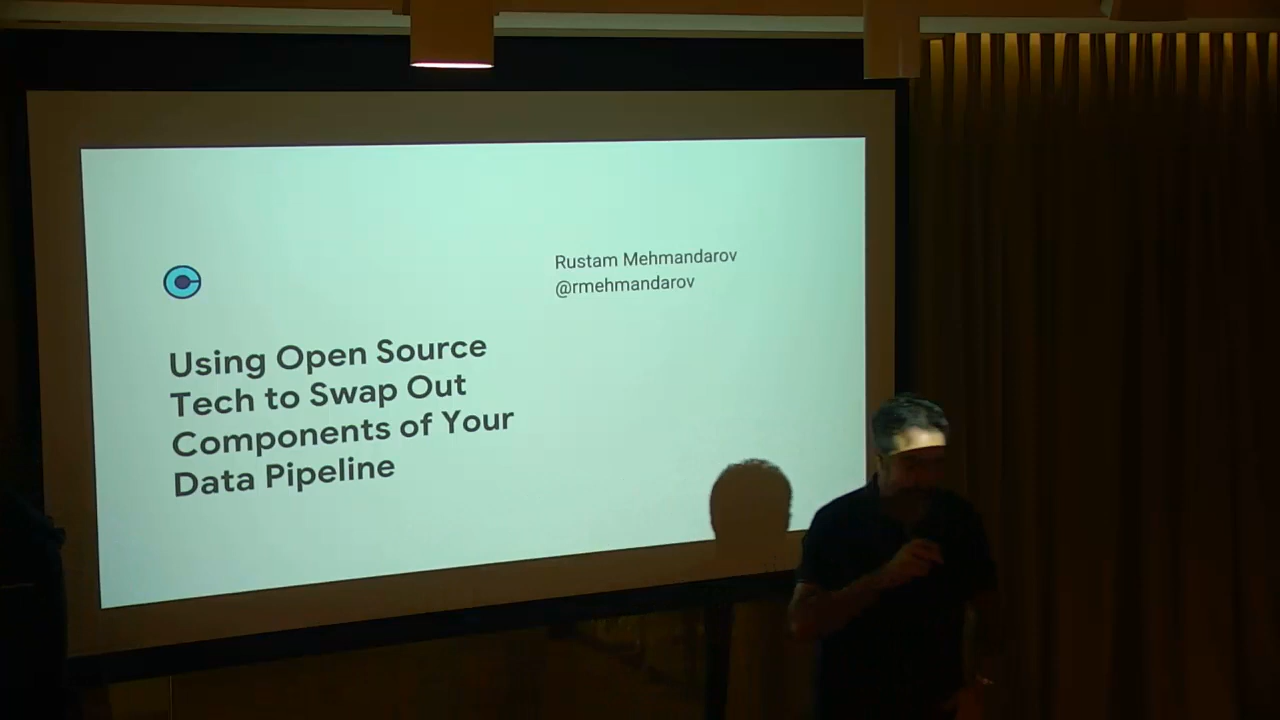 Rustam Mehmandarov
@rmehmandarov
Using Open Source
Tech to Swap Out
Components of Your
Data Pipeline